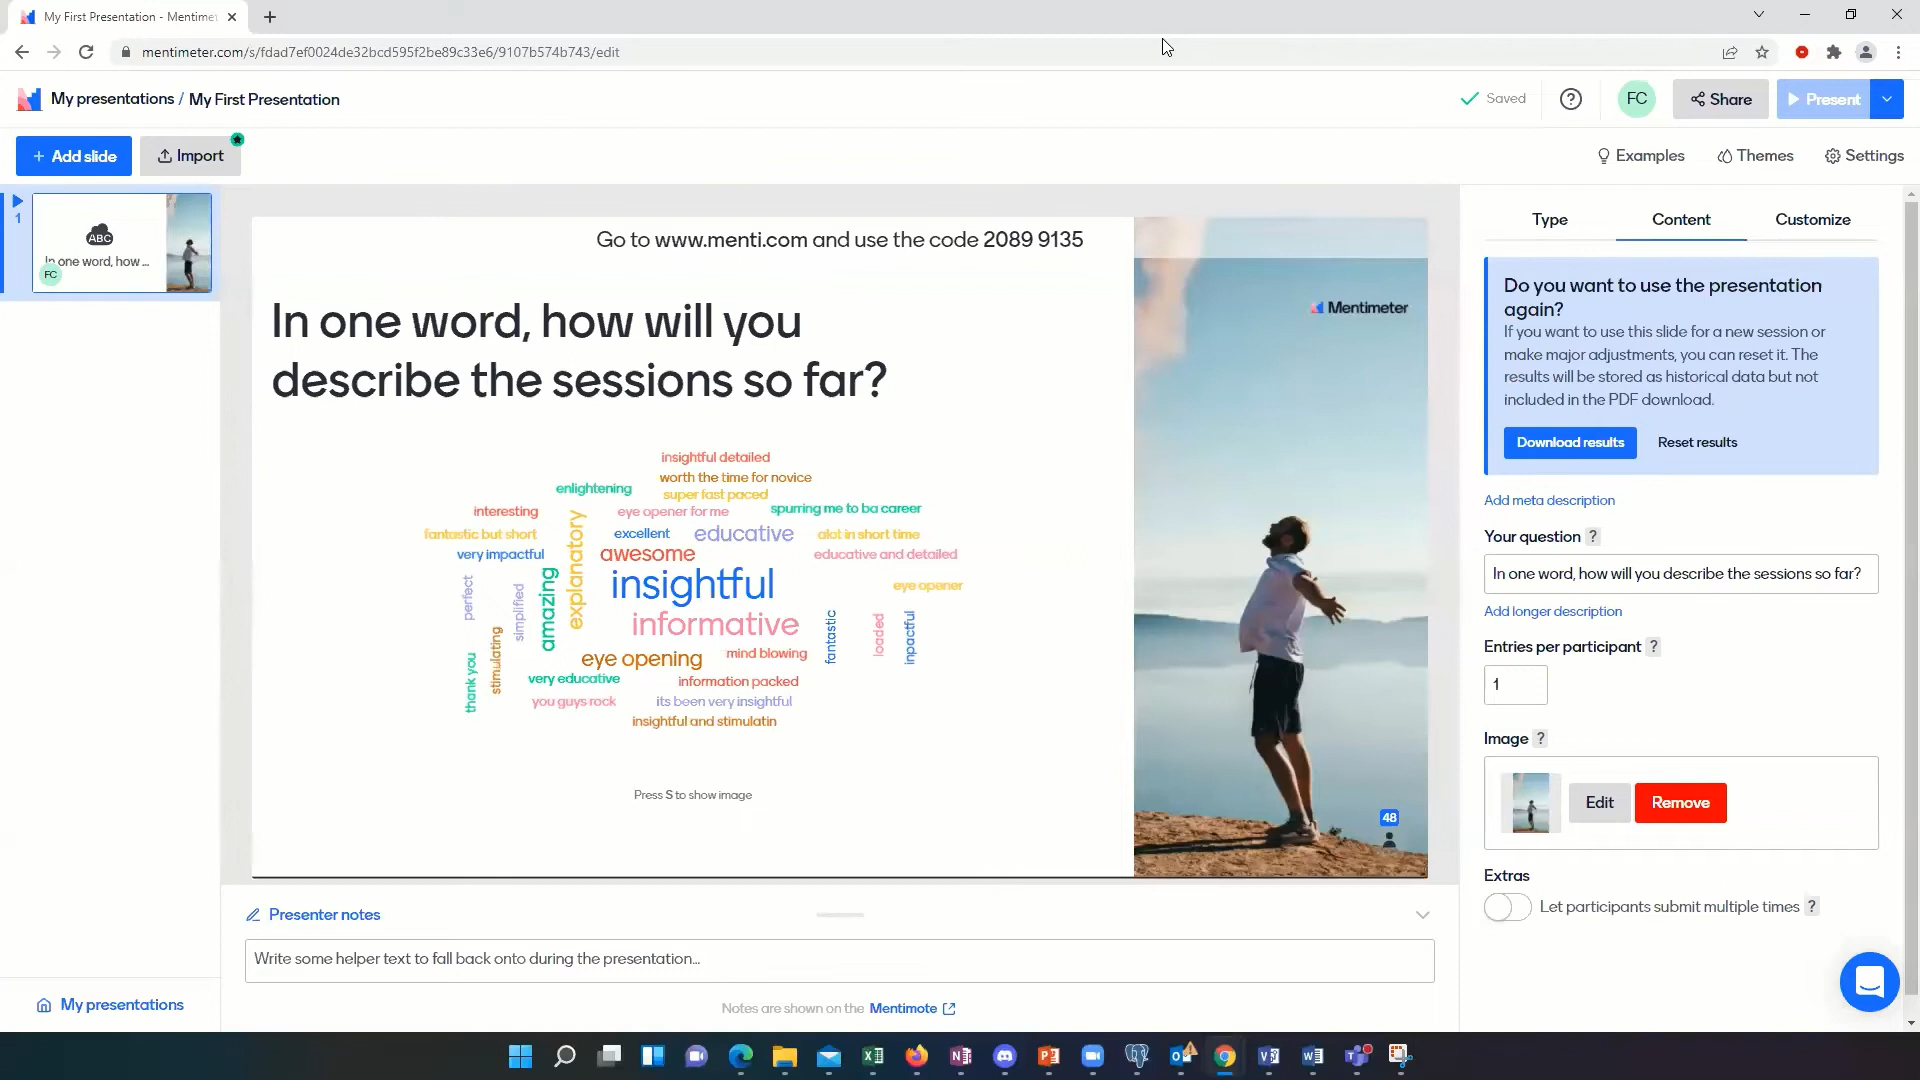 My First Presentation - Mentimet
mentimeter.com/s/fdad7ef0024de32bcd595f2be89c33e6/9107b574b743/edit
My presentations / My First Presentation
Saved
?
FC
Share
Present
+ Add slide
Import
Examples
Themes
Settings
1
ABC
In one word, how ...
FC
Go to www.menti.com and use the code 2089 9135
Mentimeter
In one word, how will you
describe the sessions so far?
insightful detailed
worth the time for novice
enlightening
super fast paced
interesting
eye opener for me
spurring me to ba career
fantastic but short
explanatory
excellent
educative
alot in short time
very impactful
awesome
educative and detailed
perfect
simplified
amazing
insightful
eye opener
informative
fantastic
loaded
inpactful
thank you
stimulating
eye opening
mind blowing
very educative
information packed
you guys rock
its been very insightful
insightful and stimulatin
Press S to show image
48
Type
Content
Customize
Do you want to use the presentation
again?
If you want to use this slide for a new session or
make major adjustments, you can reset it. The
results will be stored as historical data but not
included in the PDF download.
Download results
Reset results
Add meta description
Your question ?
In one word, how will you describe the sessions so far?
Add longer description
Entries per participant ?
1
Image ?
Edit
Remove
Extras
Let participants submit multiple times ?
Presenter notes
Write some helper text to fall back onto during the presentation...
Notes are shown on the Mentimote
My presentations